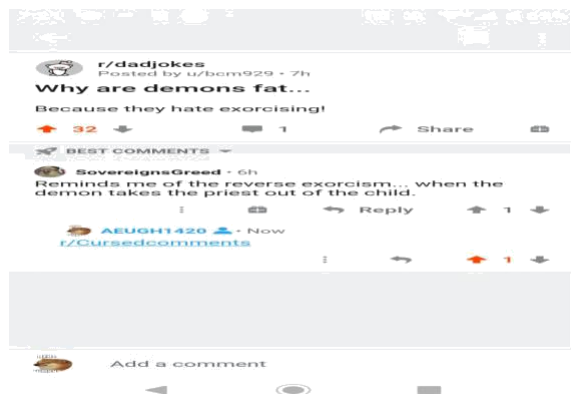 r/dadjokes
Posted by u/bcm929 • 7h
Why are demons fat...
Because they hate exorcising!
32 1 Share
BEST COMMENTS
SovereignsGreed • 6h
Reminds me of the reverse exorcism... when the
demon takes the priest out of the child.
Reply 1
AEUGH1420 • Now
r/Cursedcomments
1
Add a comment